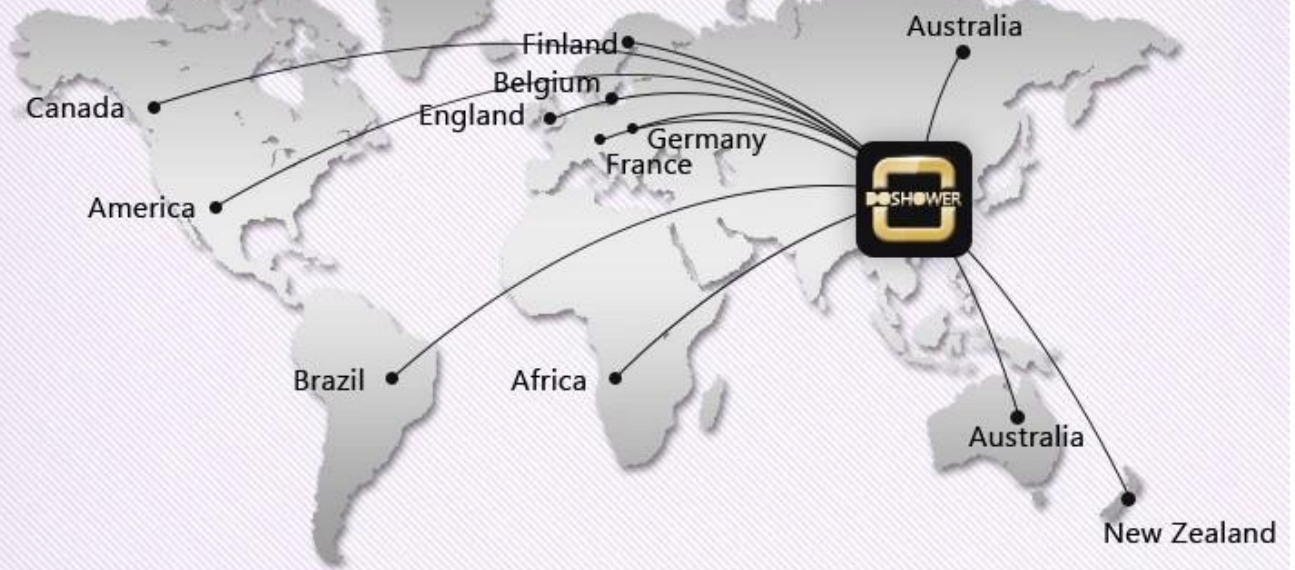 Australia
Finland
Belgium
Canada
England
Germany
France
DOSHOWER
America
Brazil
Africa
Australia
New Zealand